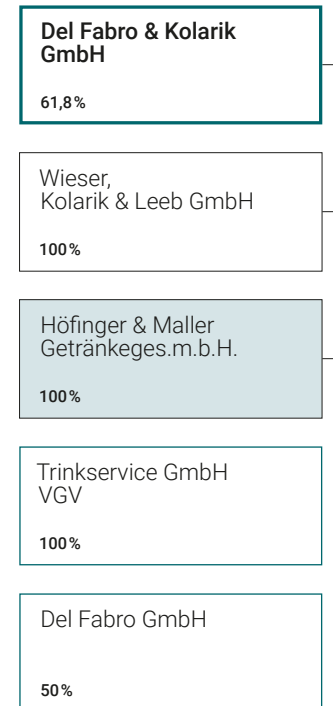 Del Fabro & Kolarik
GmbH
61,8 %
Wieser,
Kolarik & Leeb GmbH
100 %
Höfinger & Maller
Getränkeges.m.b.H.
100 %
Trinkservice GmbH
VGV
100 %
Del Fabro GmbH
50 %